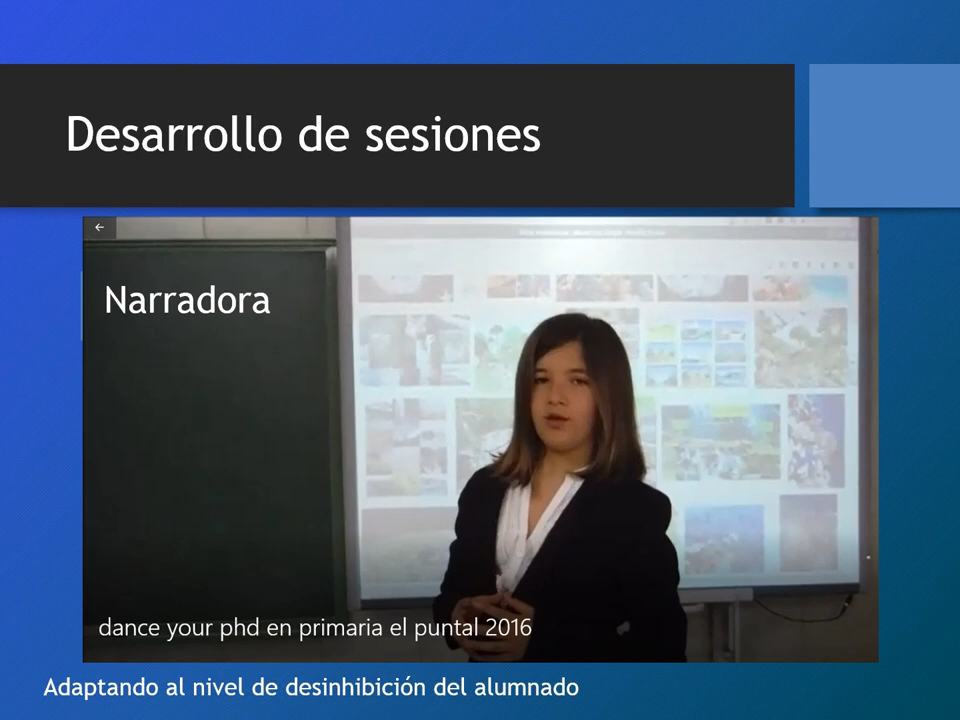 Desarrollo de sesiones
Narradora
dance your phd en primaria el puntal 2016
Adaptando al nivel de desinhibición del alumnado